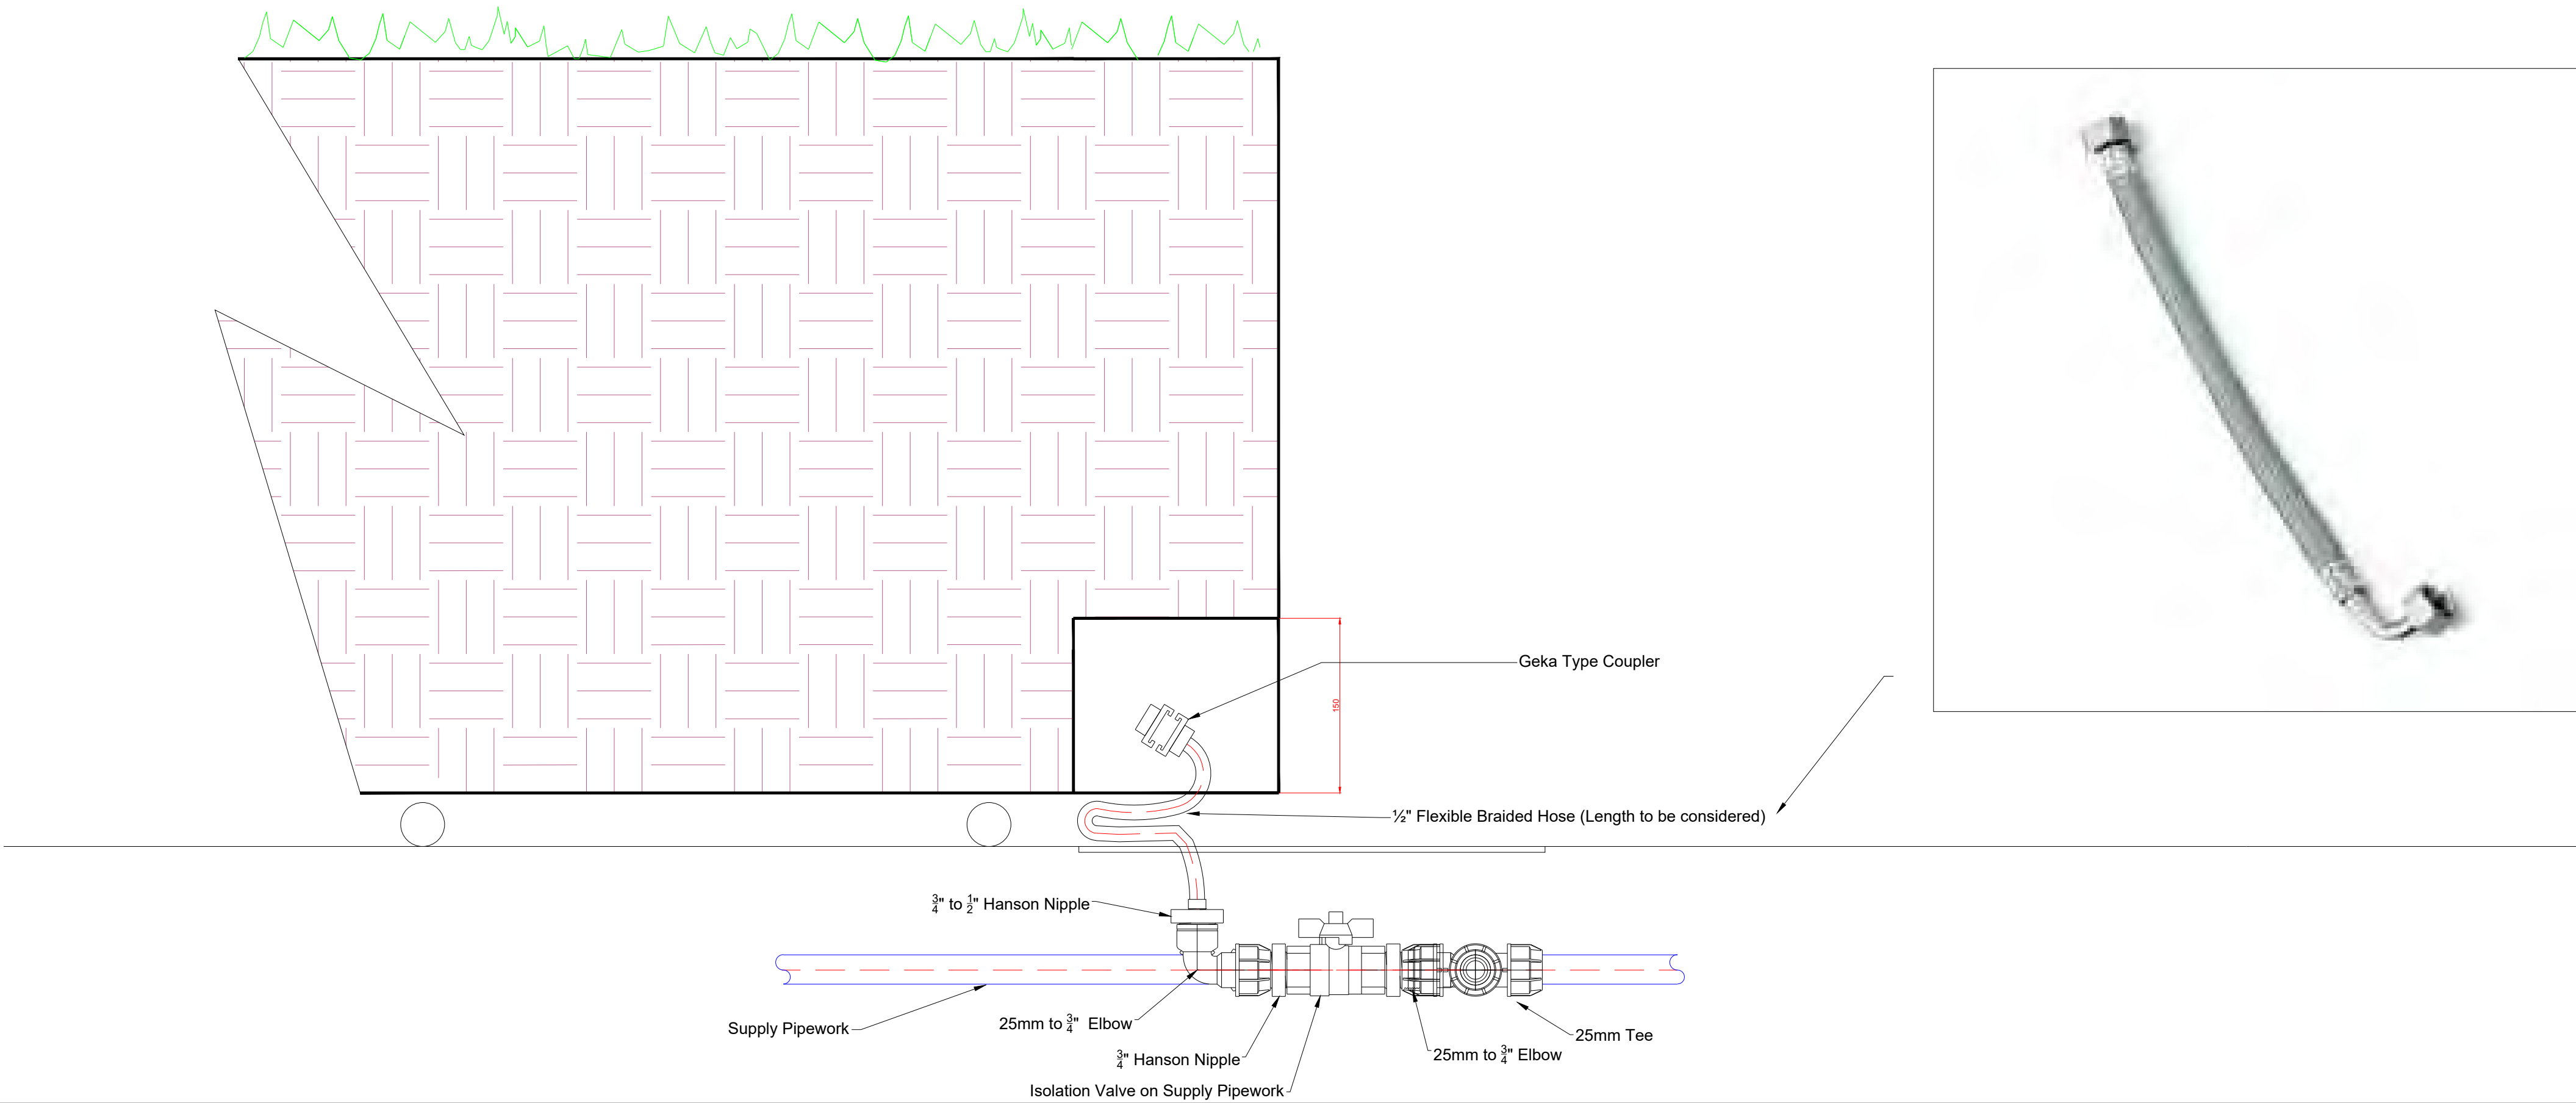 Geka Type Coupler
150
½" Flexible Braided Hose (Length to be considered)
3/4" to 1/2" Hanson Nipple
Supply Pipework
25mm to 3/4" Elbow
25mm Tee
3/4" Hanson Nipple
25mm to 3/4" Elbow
Isolation Valve on Supply Pipework